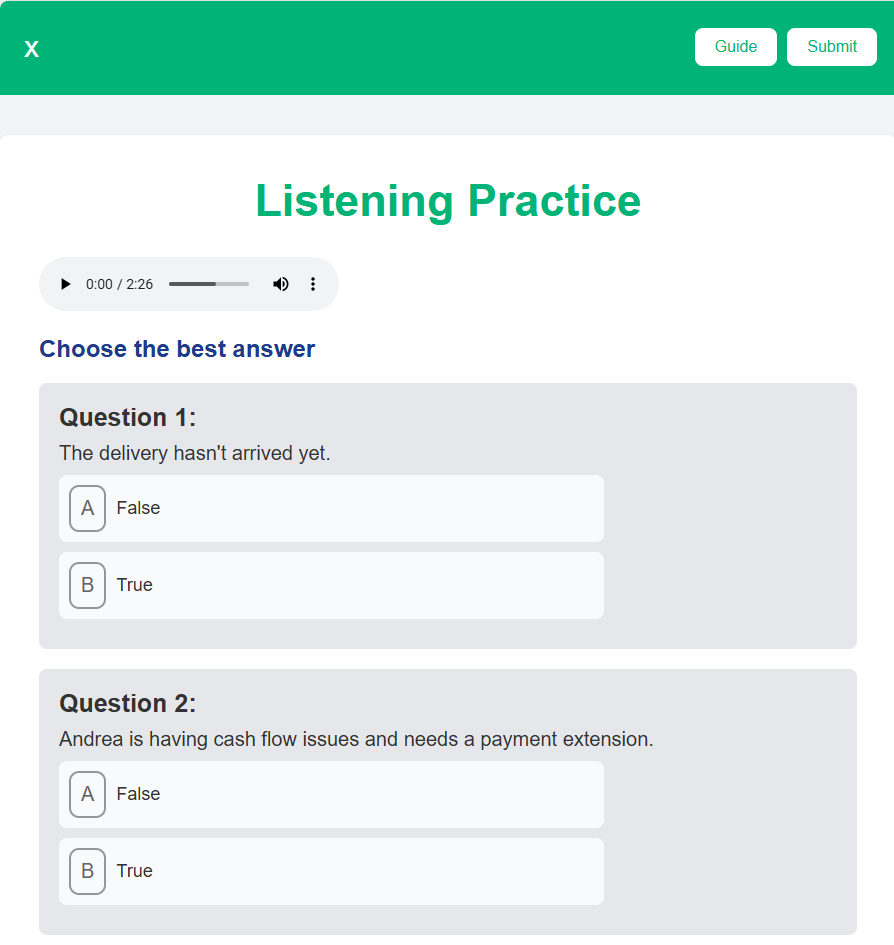 X
Guide
Submit
Listening Practice
0:00 / 2:26
Choose the best answer
Question 1:
The delivery hasn't arrived yet.
A False
B True
Question 2:
Andrea is having cash flow issues and needs a payment extension.
A False
B True